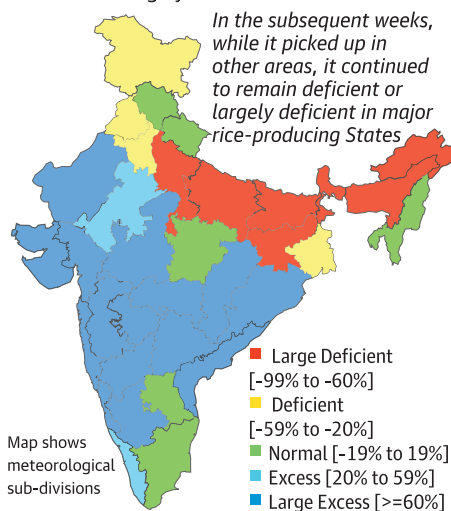 In the subsequent weeks,
while it picked up in
other areas, it continued
to remain deficient or
largely deficient in major
rice-producing States
Large Deficient
[-99% to -60%]
Deficient
[-59% to -20%]
Normal [-19% to 19%]
Excess [20% to 59%]
Large Excess [>=60%]
Map shows
meteorological
sub-divisions